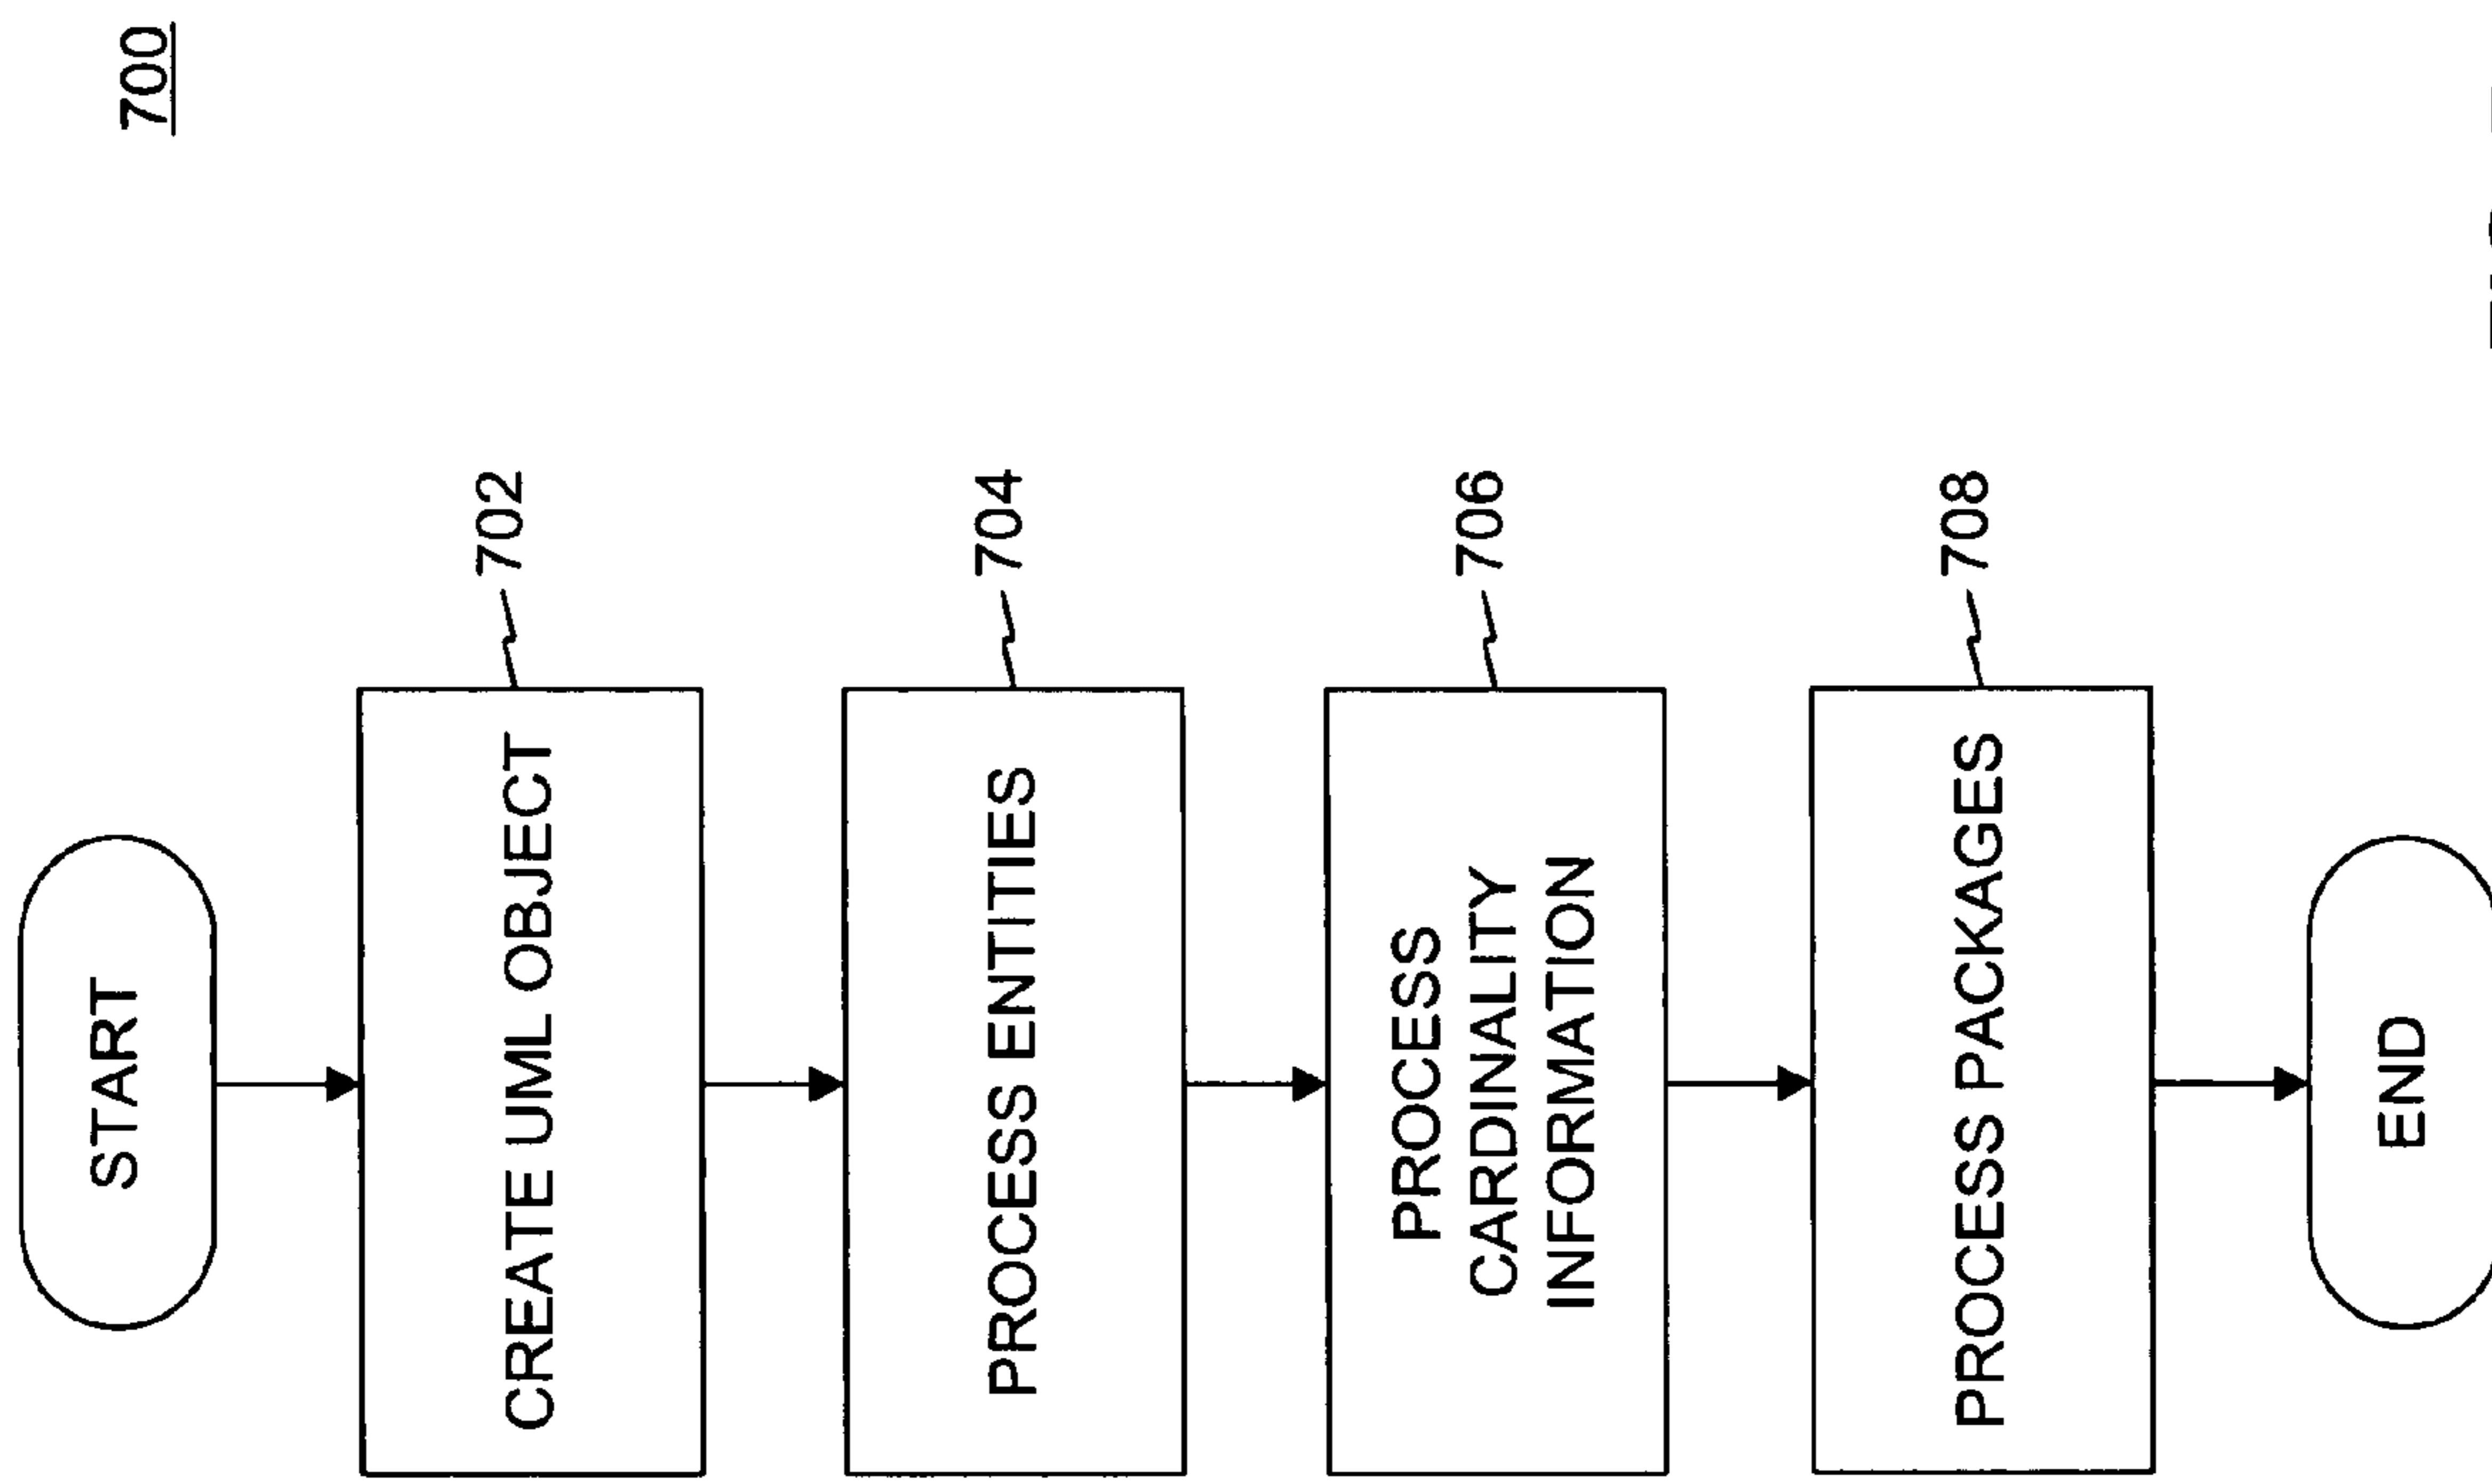 700
START
CREATE UML OBJECT
702
PROCESS ENTITIES
704
PROCESS
CARDINALITY
INFORMATION
706
PROCESS PACKAGES
708
END